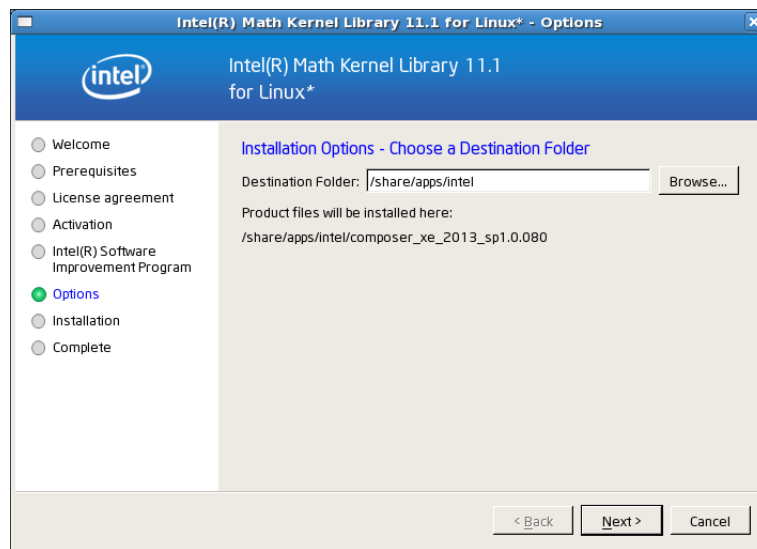 Intel(R) Math Kernel Library 11.1 for Linux* - Options
intel
Intel(R) Math Kernel Library 11.1
for Linux*
Welcome
Prerequisites
License agreement
Activation
Intel(R) Software
Improvement Program
Options
Installation
Complete
Installation Options - Choose a Destination Folder
Destination Folder: /share/apps/intel Browse...
Product files will be installed here:
/share/apps/intel/composer_xe_2013_sp1.0.080
< Back Next > Cancel